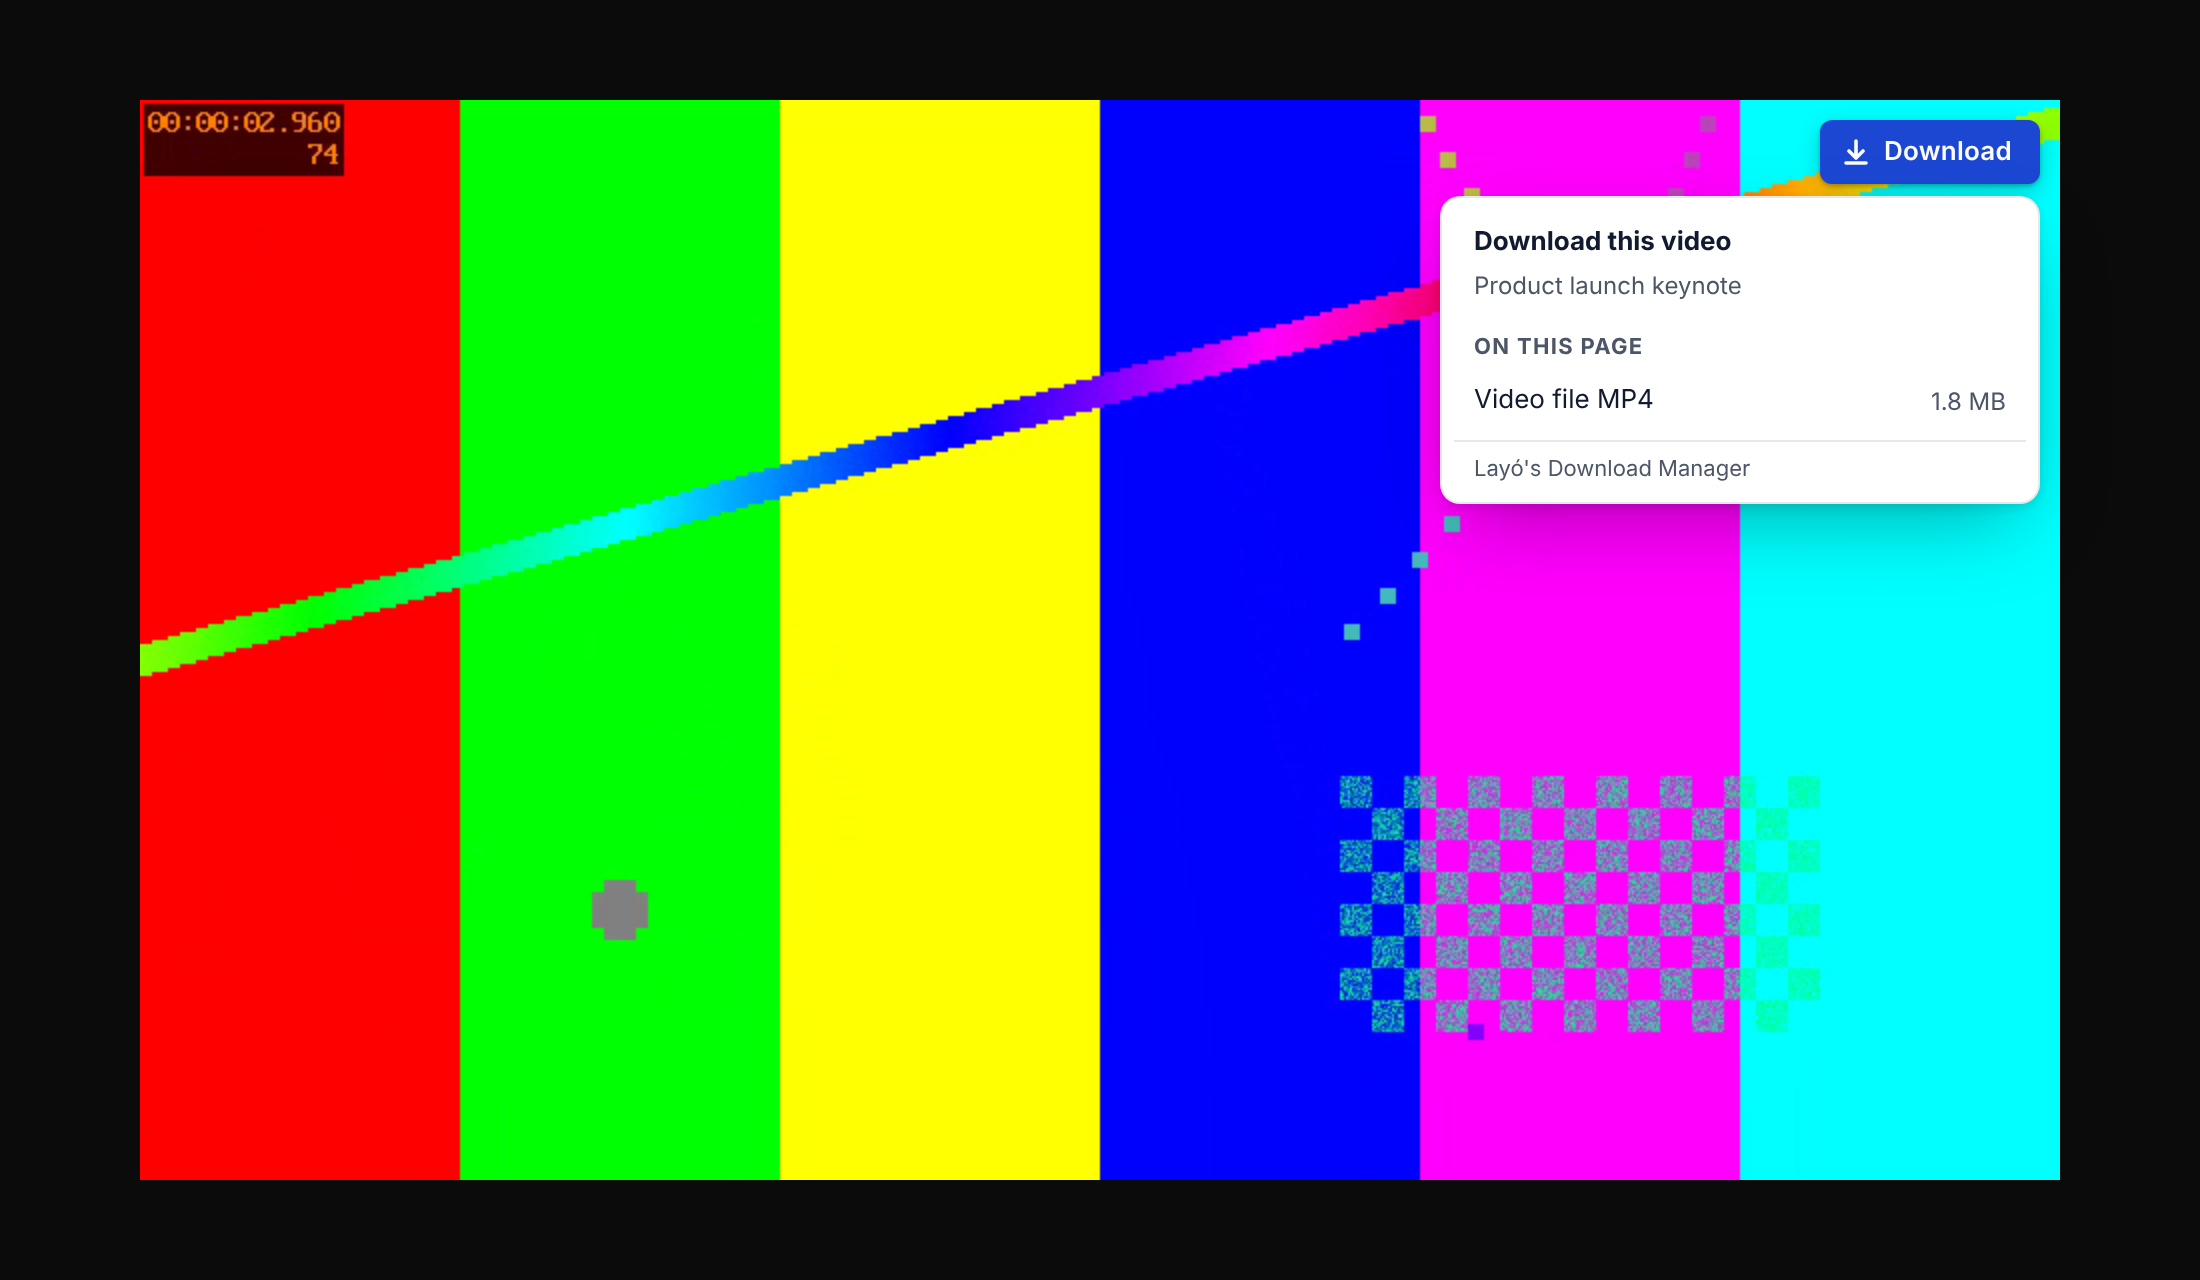 00:00:02.960
74
Download
Download this video
Product launch keynote
ON THIS PAGE
Video file MP4 1.8 MB
Layó's Download Manager